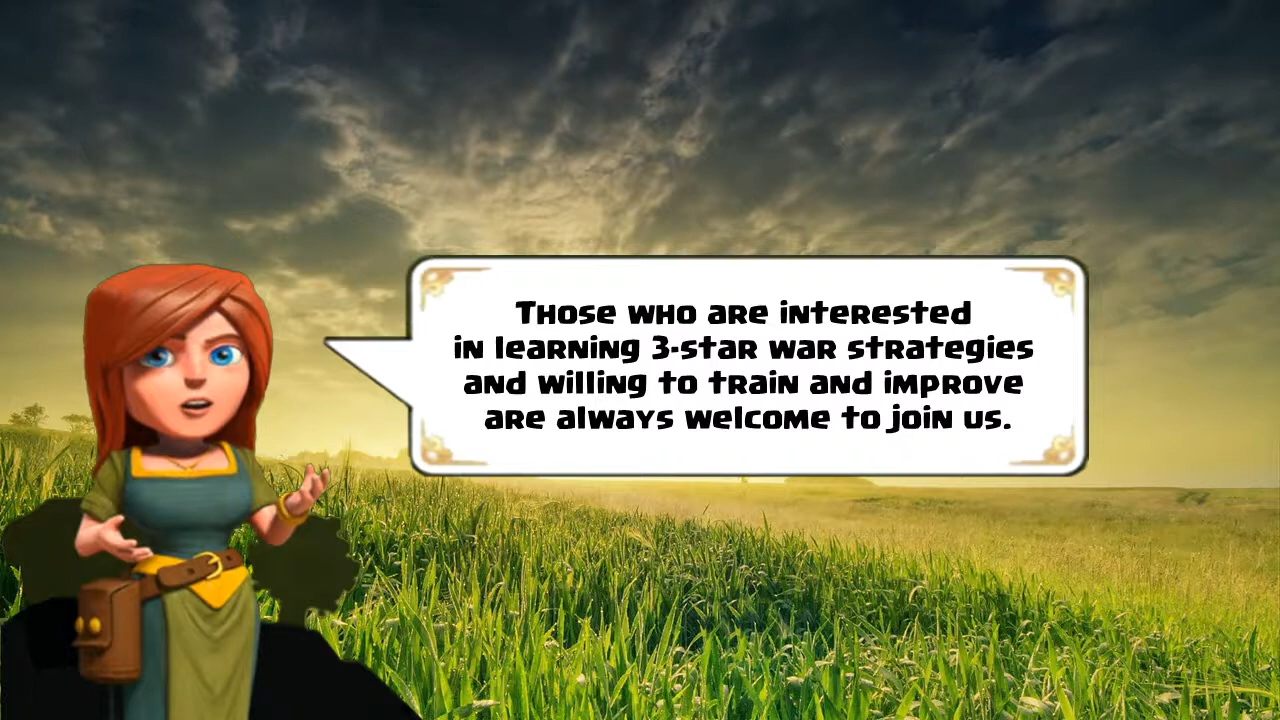 Those who are interested
in learning 3-star war strategies
and willing to train and improve
are always welcome to join us.